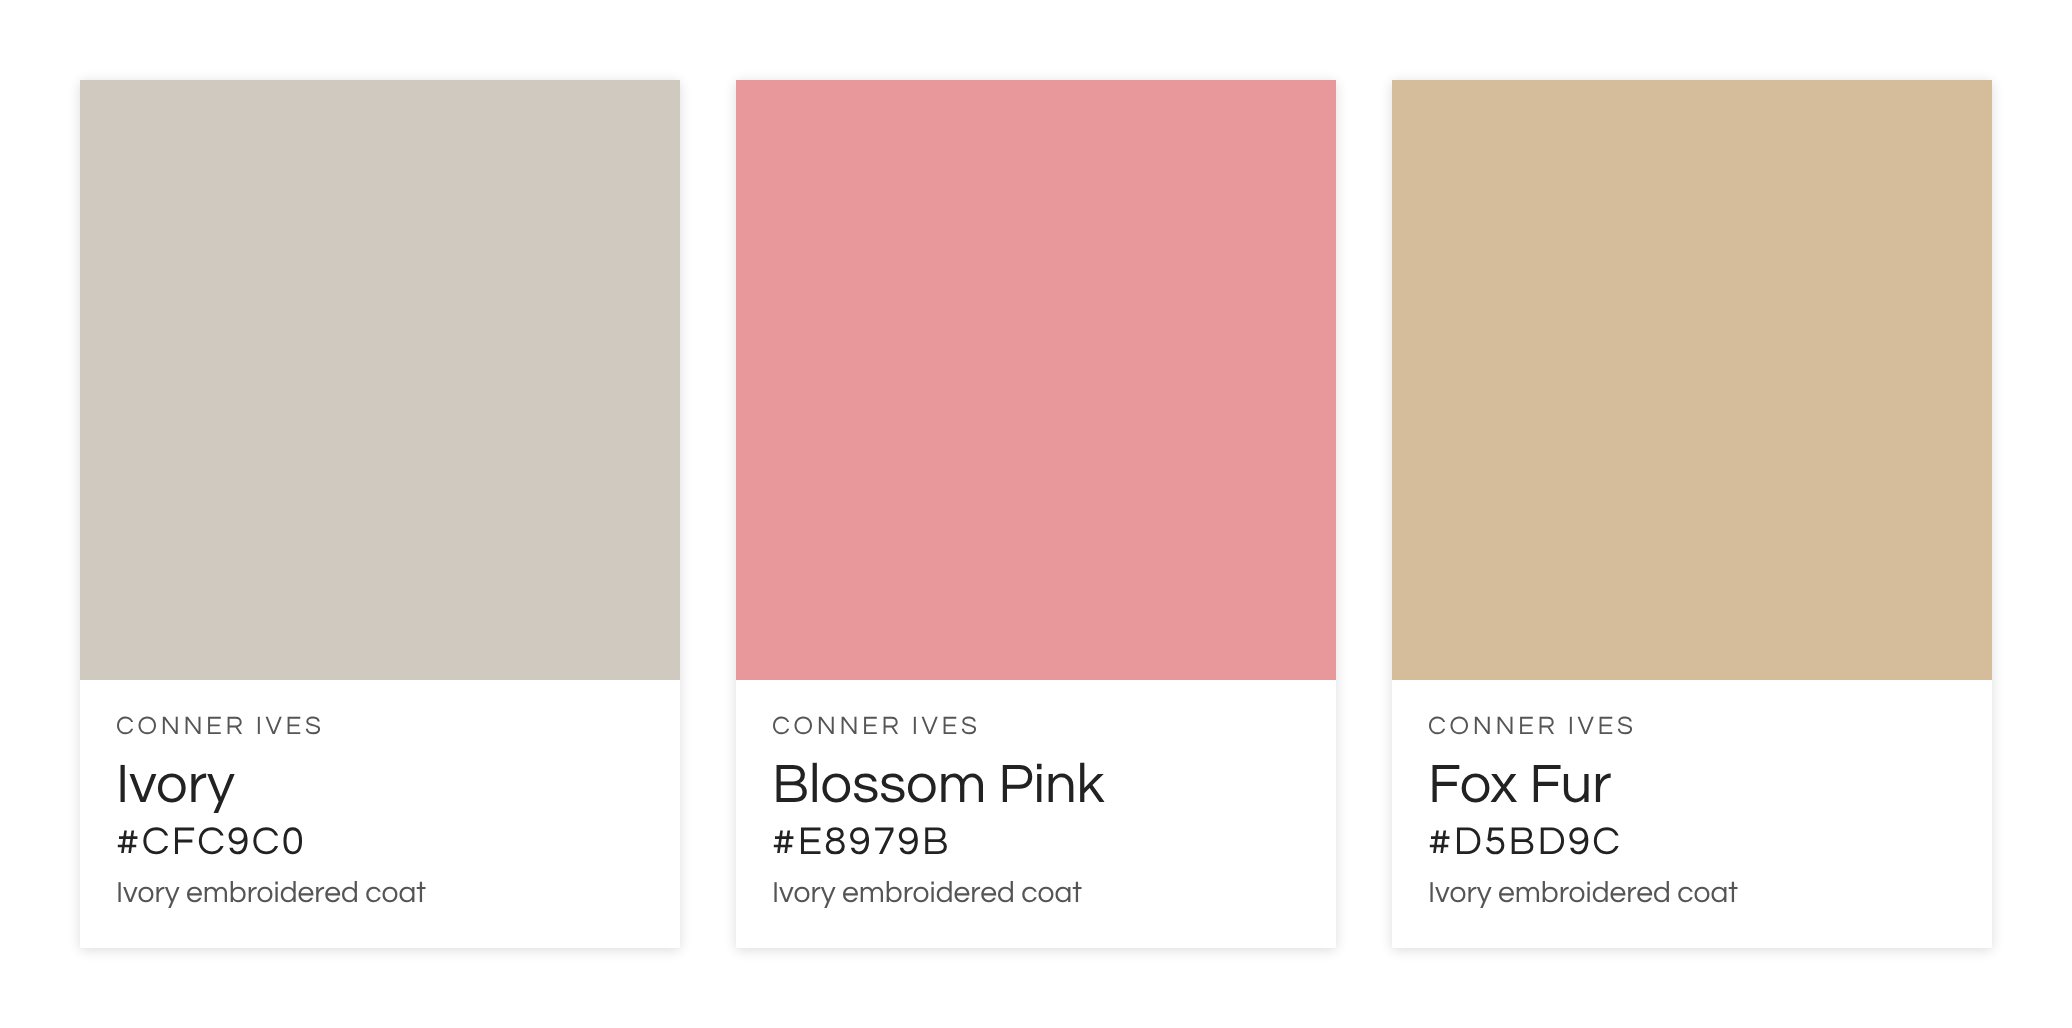 CONNER IVES
Ivory
#CFC9C0
Ivory embroidered coat
CONNER IVES
Blossom Pink
#E8979B
Ivory embroidered coat
CONNER IVES
Fox Fur
#D5BD9C
Ivory embroidered coat